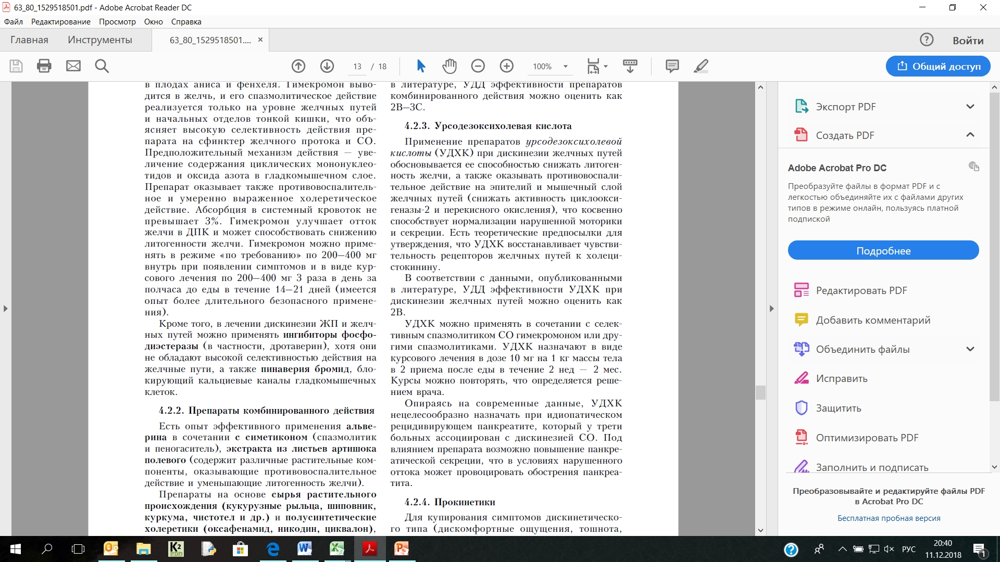 63_80_1529518501.pdf - Adobe Acrobat Reader DC
Файл Редактирование Просмотр Окно Справка
Главная Инструменты 63_80_1529518501.... ×
? Войти
13 / 18
100%
Общий доступ
в плодах аниса и фенхеля. Гимекромон выво-
дится в желчь, и его спазмолитическое действие
реализуется только на уровне желчных путей
и начальных отделов тонкой кишки, что объ-
ясняет высокую селективность действия пре-
парата на сфинктер желчного протока и СО.
Предположительный механизм действия — уве-
личение содержания циклических мононуклео-
тидов и оксида азота в гладкомышечном слое.
Препарат оказывает также противовоспалитель-
ное и умеренно выраженное холеретическое
действие. Абсорбция в системный кровоток не
превышает 3%. Гимекромон улучшает отток
желчи в ДПК и может способствовать снижению
литогенности желчи. Гимекромон можно приме-
нять в режиме «по требованию» по 200—400 мг
внутрь при появлении симптомов и в виде кур-
сового лечения по 200—400 мг 3 раза в день за
полчаса до еды в течение 14—21 дней (имеется
опыт более длительного безопасного примене-
ния).
Кроме того, в лечении дискинезии ЖП и желч-
ных путей можно применять ингибиторы фосфо-
диэстеразы (в частности, дротаверин), хотя они
не обладают высокой селективностью действия на
желчные пути, а также пинаверия бромид, бло-
кирующий кальциевые каналы гладкомышечных
клеток.
4.2.2. Препараты комбинированного действия
Есть опыт эффективного применения альве-
рина в сочетании с симетиконом (спазмолитик
и пеногаситель), экстракта из листьев артишока
полевого (содержит различные растительные ком-
поненты, оказывающие противовоспалительное
действие и уменьшающие литогенность желчи).
Препараты на основе сырья растительного
происхождения (кукурузные рыльца, шиповник,
куркума, чистотел и др.) и полусинтетические
холеретики (оксафенамид, никодин, циквалон),
в литературе, УДД эффективности препаратов
комбинированного действия можно оценить как
2В—3С.
4.2.3. Урсодезоксихолевая кислота
Применение препаратов урсодезоксихолевой
кислоты (УДХК) при дискинезии желчных путей
обосновывается ее способностью снижать литоген-
ность желчи, а также оказывать противовоспали-
тельное действие на эпителий и мышечный слой
желчных путей (снижать активность циклоокси-
геназы-2 и перекисного окисления), что косвенно
способствует нормализации нарушенной моторики
и секреции. Есть теоретические предпосылки для
утверждения, что УДХК восстанавливает чувстви-
тельность рецепторов желчных путей к холеци-
стокинину.
В соответствии с данными, опубликованными
в литературе, УДД эффективности УДХК при
дискинезии желчных путей можно оценить как
2В.
УДХК можно применять в сочетании с селек-
тивным спазмолитиком СО гимекромоном или дру-
гими спазмолитиками. УДХК назначают в виде
курсового лечения в дозе 10 мг на 1 кг массы тела
в 2 приема после еды в течение 2 нед — 2 мес.
Курсы можно повторять, что определяется реше-
нием врача.
Опираясь на современные данные, УДХК
нецелесообразно назначать при идиопатическом
рецидивирующем панкреатите, который у трети
больных ассоциирован с дискинезией СО. Под
влиянием препарата возможно повышение панкре-
атической секреции, что в условиях нарушенного
оттока может провоцировать обострения панкреа-
тита.
4.2.4. Прокинетики
Для купирования симптомов дискинетическо-
го типа (дискомфортные ощущения, тошнота,
Экспорт PDF
Создать PDF
Adobe Acrobat Pro DC
Преобразуйте файлы в формат PDF и с
легкостью объединяйте их с файлами других
типов в режиме онлайн, пользуясь платной
подпиской
Подробнее
Редактировать PDF
Добавить комментарий
Объединить файлы
Исправить
Защитить
Оптимизировать PDF
Заполнить и подписать
Преобразовывайте и редактируйте файлы PDF
в Acrobat Pro DC
Бесплатная пробная версия
K2
PDF
РУС
20:40
11.12.2018
1